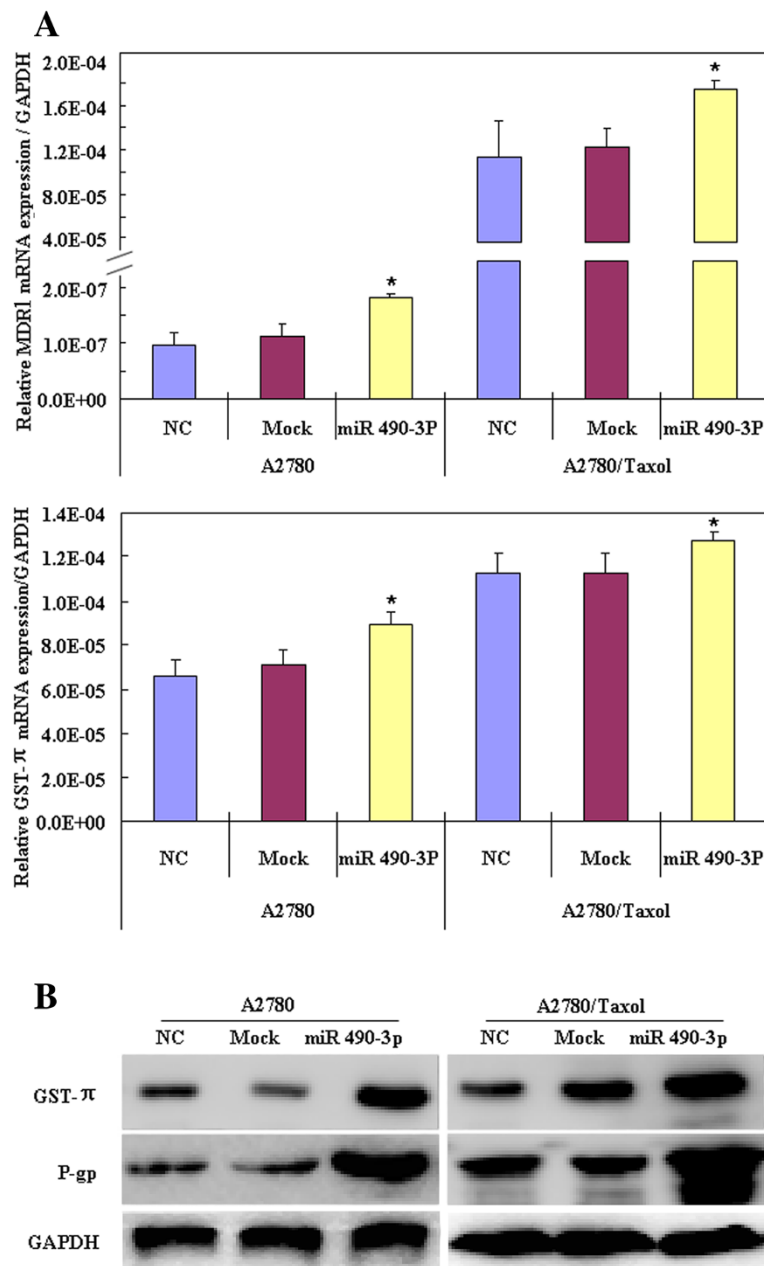 A
Relative MDR1 mRNA expression / GAPDH
2.0E-04
1.6E-04
1.2E-04
8.0E-05
4.0E-05
2.0E-07
1.0E-07
0.0E+00
*
*
NC Mock miR 490-3P NC Mock miR 490-3P
A2780 A2780/Taxol
Relative GST-π mRNA expression/GAPDH
1.4E-04
1.2E-04
1.0E-04
8.0E-05
6.0E-05
4.0E-05
2.0E-05
0.0E+00
*
*
NC Mock miR 490-3P NC Mock miR 490-3P
A2780 A2780/Taxol
B
A2780 A2780/Taxol
NC Mock miR 490-3p NC Mock miR 490-3p
GST-π
P-gp
GAPDH